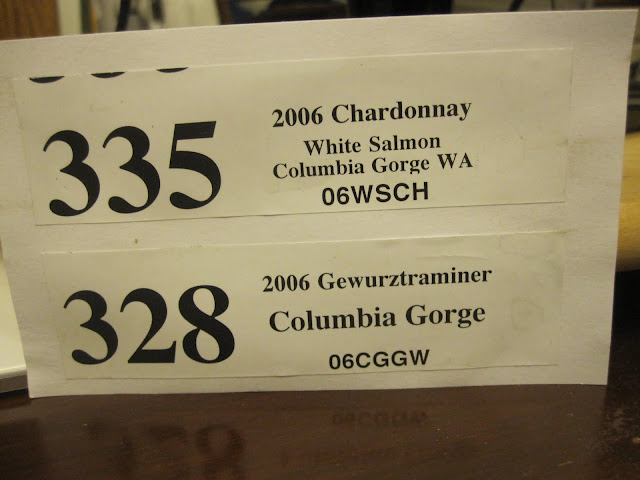 335
2006 Chardonnay
White Salmon
Columbia Gorge WA
06WSCH
328
2006 Gewurztraminer
Columbia Gorge
06CGGW